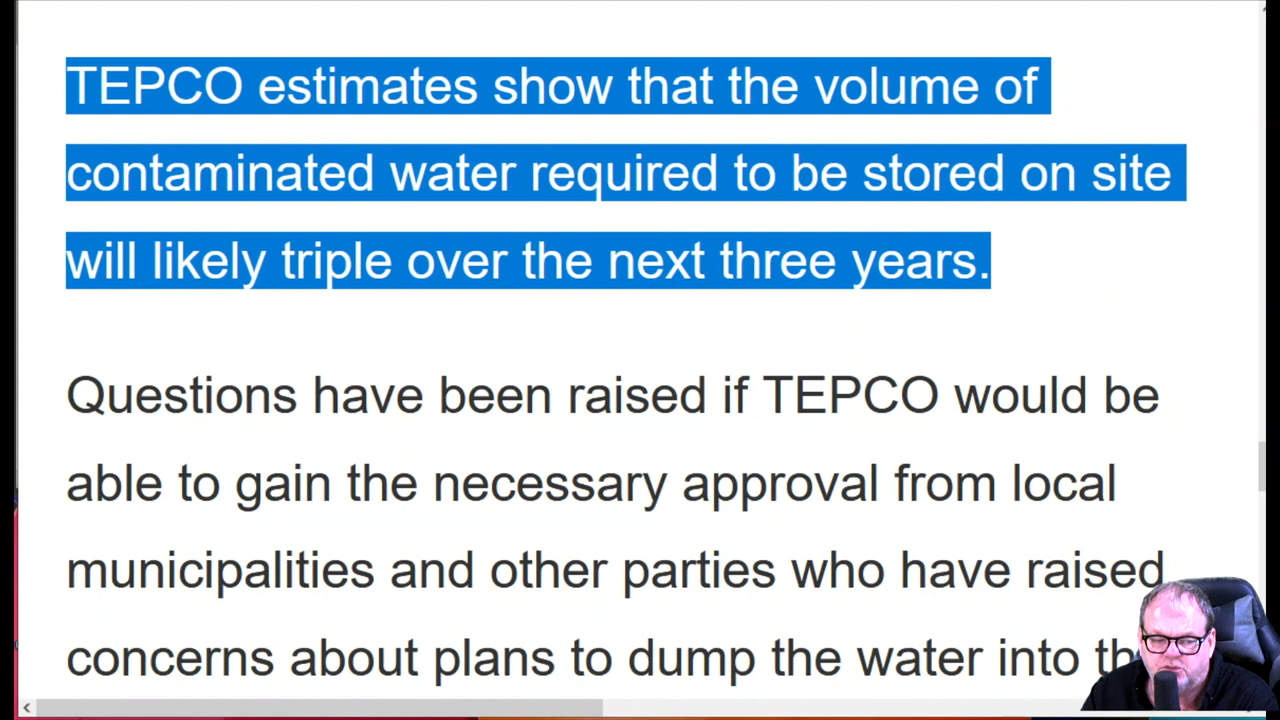 TEPCO estimates show that the volume of
contaminated water required to be stored on site
will likely triple over the next three years.
Questions have been raised if TEPCO would be
able to gain the necessary approval from local
municipalities and other parties who have raised
concerns about plans to dump the water into